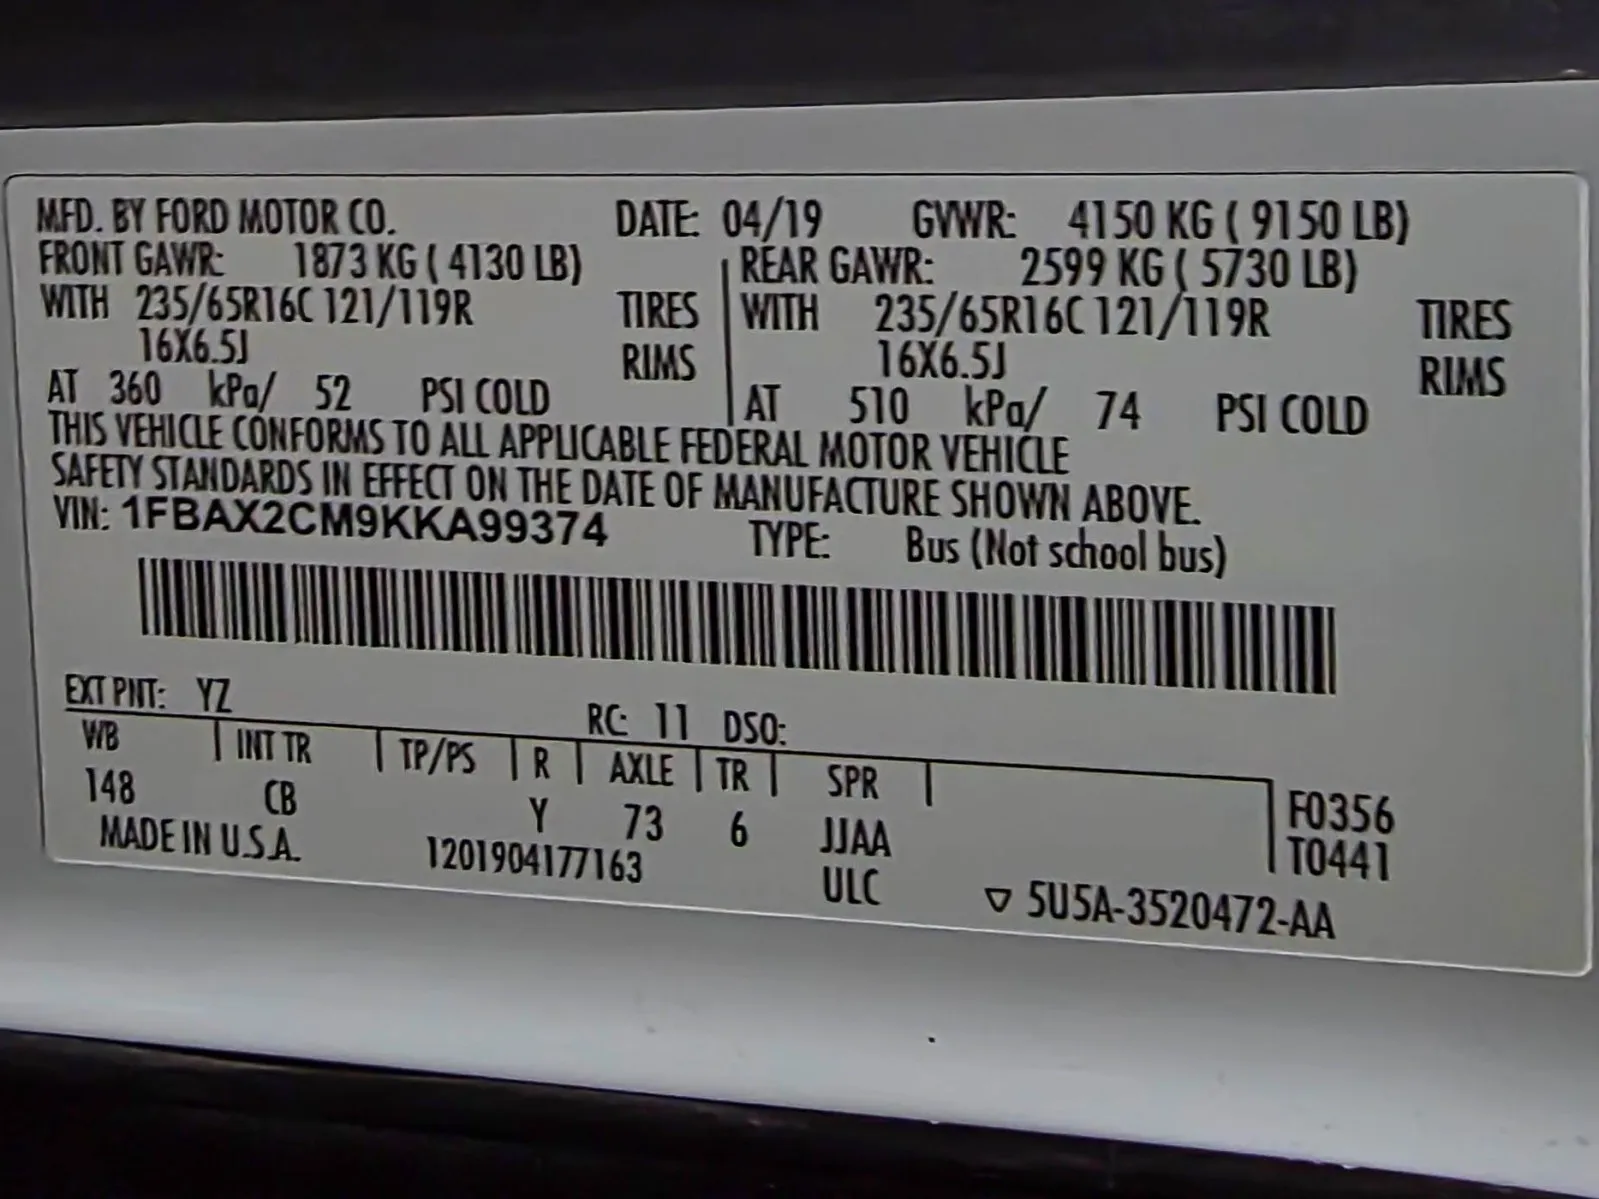 MFD. BY FORD MOTOR CO. DATE: 04/19 GVWR: 4150 KG ( 9150 LB)
FRONT GAWR: 1873 KG ( 4130 LB) REAR GAWR: 2599 KG ( 5730 LB)
WITH 235/65R16C 121/119R TIRES WITH 235/65R16C 121/119R TIRES
16X6.5J RIMS 16X6.5J RIMS
AT 360 kPa/ 52 PSI COLD AT 510 kPa/ 74 PSI COLD
THIS VEHICLE CONFORMS TO ALL APPLICABLE FEDERAL MOTOR VEHICLE
SAFETY STANDARDS IN EFFECT ON THE DATE OF MANUFACTURE SHOWN ABOVE.
VIN: 1FBAX2CM9KKA99374 TYPE: Bus (Not school bus)
EXT PNT: YZ RC: 11 DSO:
WB INT TR TP/PS R AXLE TR SPR
148 CB Y 73 6 JJAA F0356
MADE IN U.S.A. 1201904177163 ULC T0441
▽ 5U5A-3520472-AA